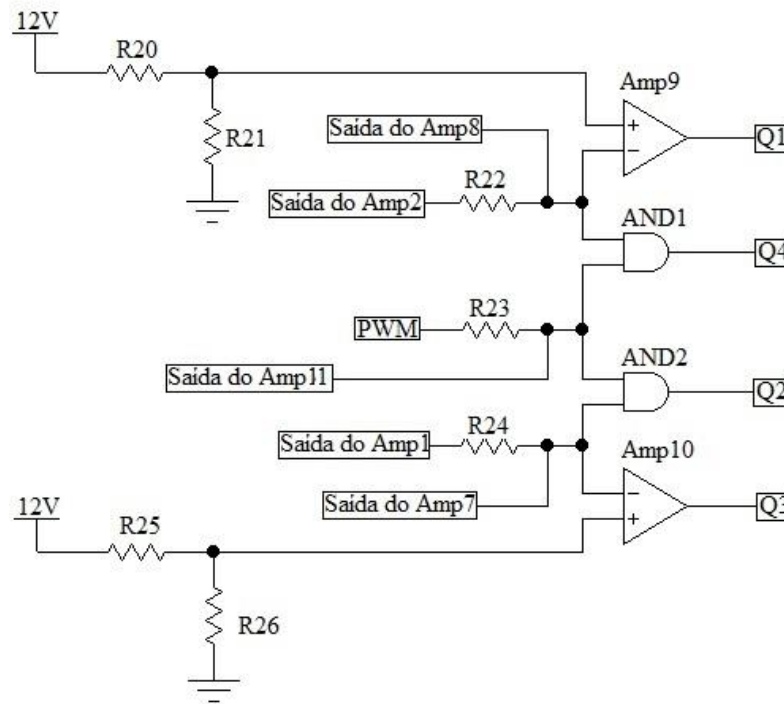 12V
R20
Amp9
R21
Saída do Amp8
+
−
Q1
R22
Saída do Amp2
AND1
Q4
R23
PWM
AND2
Saída do Amp11
Q2
R24
Saída do Amp1
Amp10
Saída do Amp7
−
+
Q3
12V
R25
R26